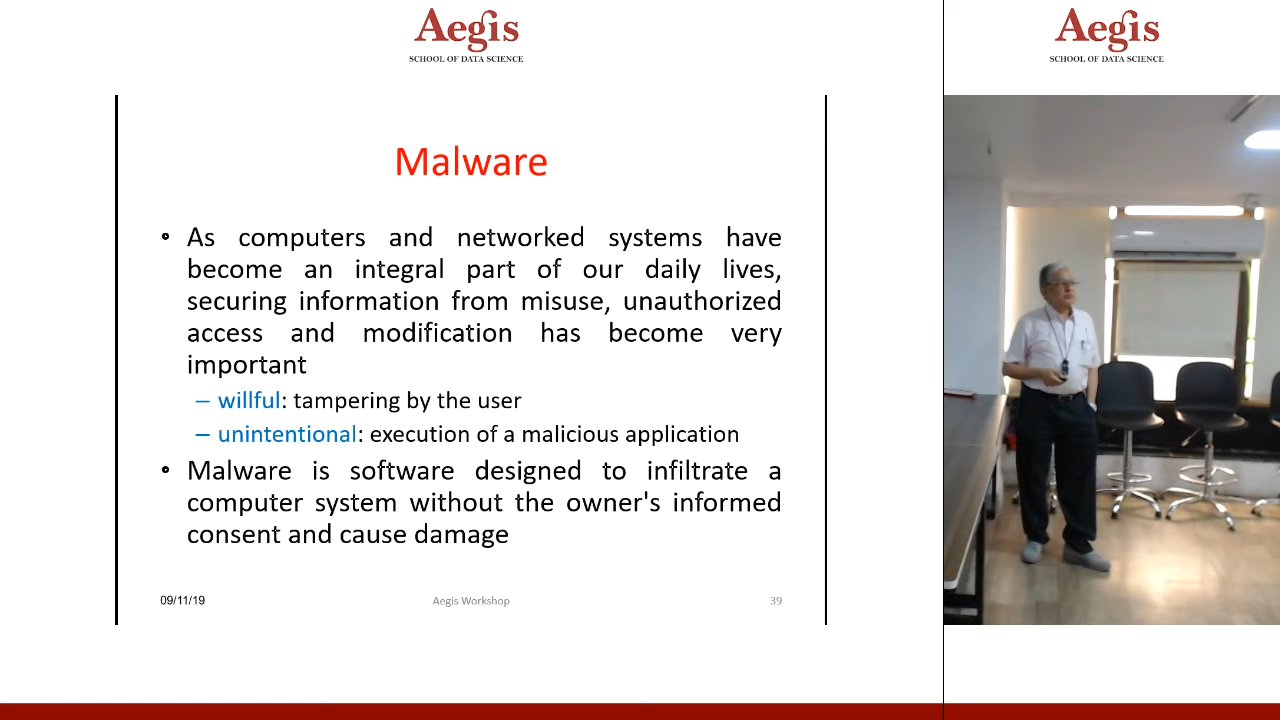 Aegis
SCHOOL OF DATA SCIENCE
Aegis
SCHOOL OF DATA SCIENCE
Malware
• As computers and networked systems have
become an integral part of our daily lives,
securing information from misuse, unauthorized
access and modification has become very
important
– willful: tampering by the user
– unintentional: execution of a malicious application
• Malware is software designed to infiltrate a
computer system without the owner's informed
consent and cause damage
09/11/19
Aegis Workshop
39